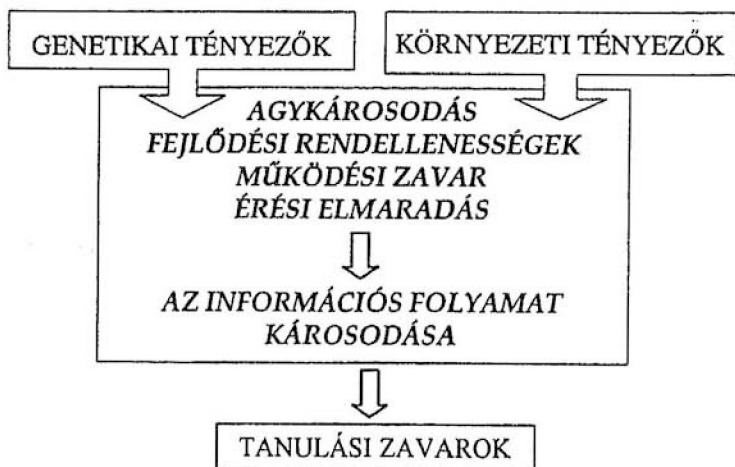 GENETIKAI TÉNYEZŐK
KÖRNYEZETI TÉNYEZŐK
AGYKÁROSODÁS
FEJLŐDÉSI RENDELLENESSÉGEK
MŰKÖDÉSI ZAVAR
ÉRÉSI ELMARADÁS
AZ INFORMÁCIÓS FOLYAMAT
KÁROSODÁSA
TANULÁSI ZAVAROK